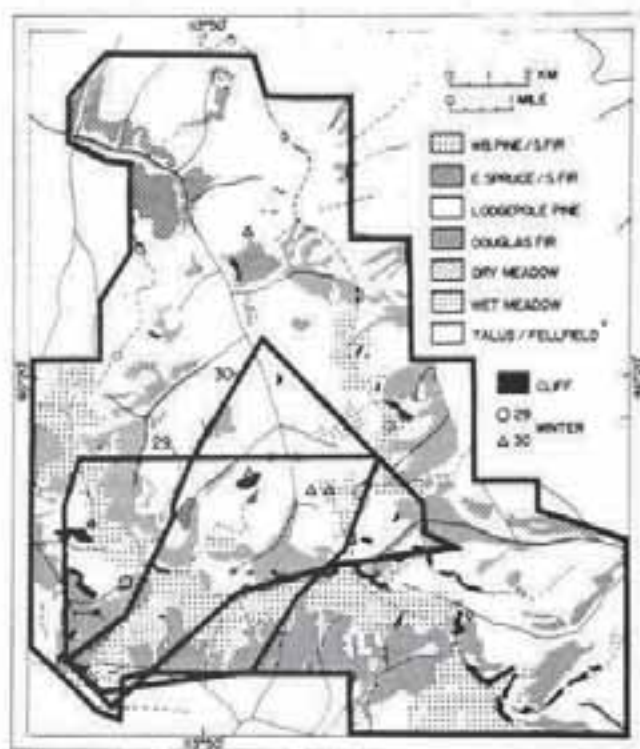 KM
MILE
WB.PINE / S.FIR
E.SPRUCE / S.FIR
LODGEPOLE PINE
DOUGLAS FIR
DRY MEADOW
WET MEADOW
TALUS / FELLFIELD
CLIFF
29
WINTER
30
30
29